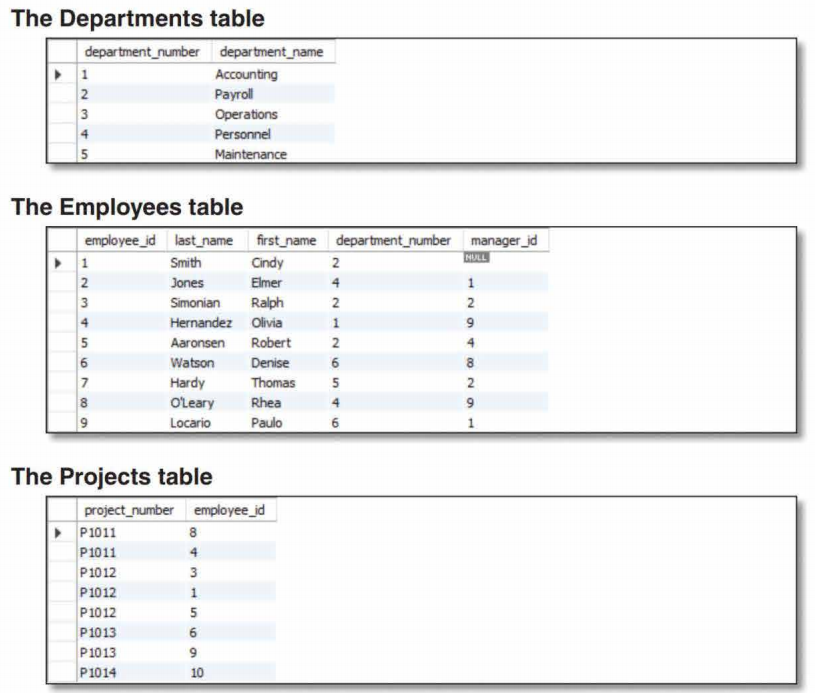 The Departments table
department_number department_name
1 Accounting
2 Payroll
3 Operations
4 Personnel
5 Maintenance
The Employees table
employee_id last_name first_name department_number manager_id
1 Smith Cindy 2 NULL
2 Jones Elmer 4 1
3 Simonian Ralph 2 2
4 Hernandez Olivia 1 9
5 Aaronsen Robert 2 4
6 Watson Denise 6 8
7 Hardy Thomas 5 2
8 O'Leary Rhea 4 9
9 Locario Paulo 6 1
The Projects table
project_number employee_id
P1011 8
P1011 4
P1012 3
P1012 1
P1012 5
P1013 6
P1013 9
P1014 10